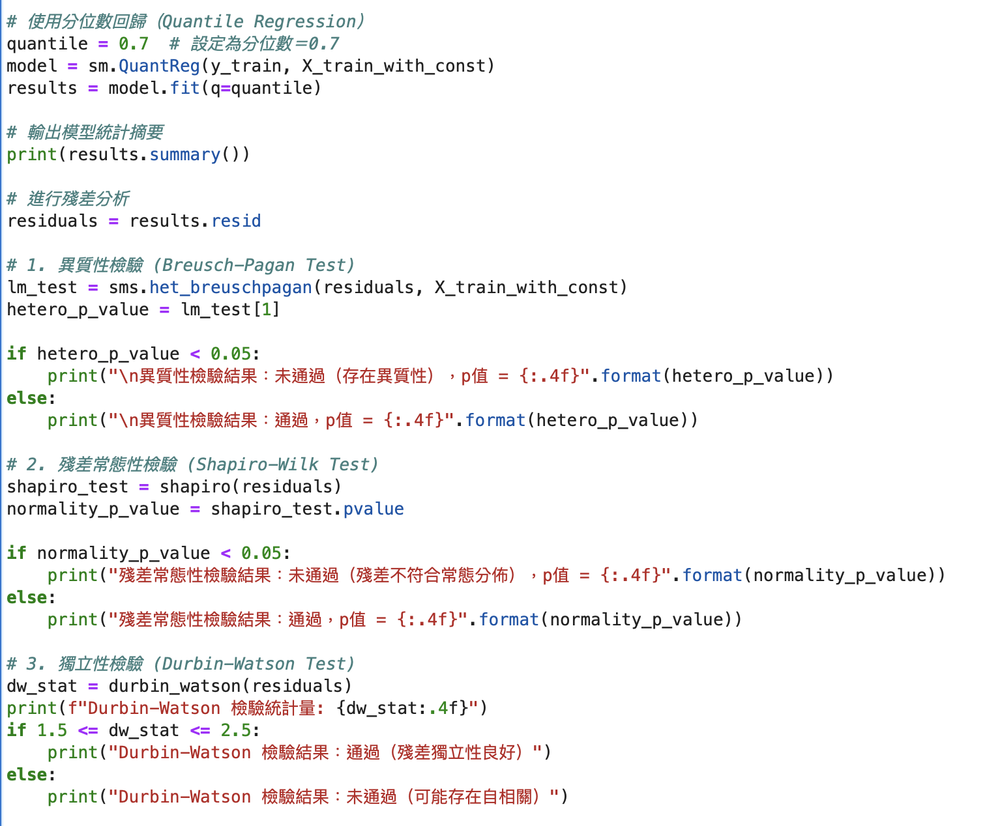 # 使用分位數回歸（Quantile Regression）
quantile = 0.7  # 設定為分位數＝0.7
model = sm.QuantReg(y_train, X_train_with_const)
results = model.fit(q=quantile)

# 輸出模型統計摘要
print(results.summary())

# 進行殘差分析
residuals = results.resid

# 1. 異質性檢驗 (Breusch-Pagan Test)
lm_test = sms.het_breuschpagan(residuals, X_train_with_const)
hetero_p_value = lm_test[1]

if hetero_p_value < 0.05:
    print("\n異質性檢驗結果：未通過（存在異質性），p值 = {:.4f}".format(hetero_p_value))
else:
    print("\n異質性檢驗結果：通過，p值 = {:.4f}".format(hetero_p_value))

# 2. 殘差常態性檢驗 (Shapiro-Wilk Test)
shapiro_test = shapiro(residuals)
normality_p_value = shapiro_test.pvalue

if normality_p_value < 0.05:
    print("殘差常態性檢驗結果：未通過（殘差不符合常態分佈），p值 = {:.4f}".format(normality_p_value))
else:
    print("殘差常態性檢驗結果：通過，p值 = {:.4f}".format(normality_p_value))

# 3. 獨立性檢驗 (Durbin-Watson Test)
dw_stat = durbin_watson(residuals)
print(f"Durbin-Watson 檢驗統計量: {dw_stat:.4f}")
if 1.5 <= dw_stat <= 2.5:
    print("Durbin-Watson 檢驗結果：通過（殘差獨立性良好）")
else:
    print("Durbin-Watson 檢驗結果：未通過（可能存在自相關）")